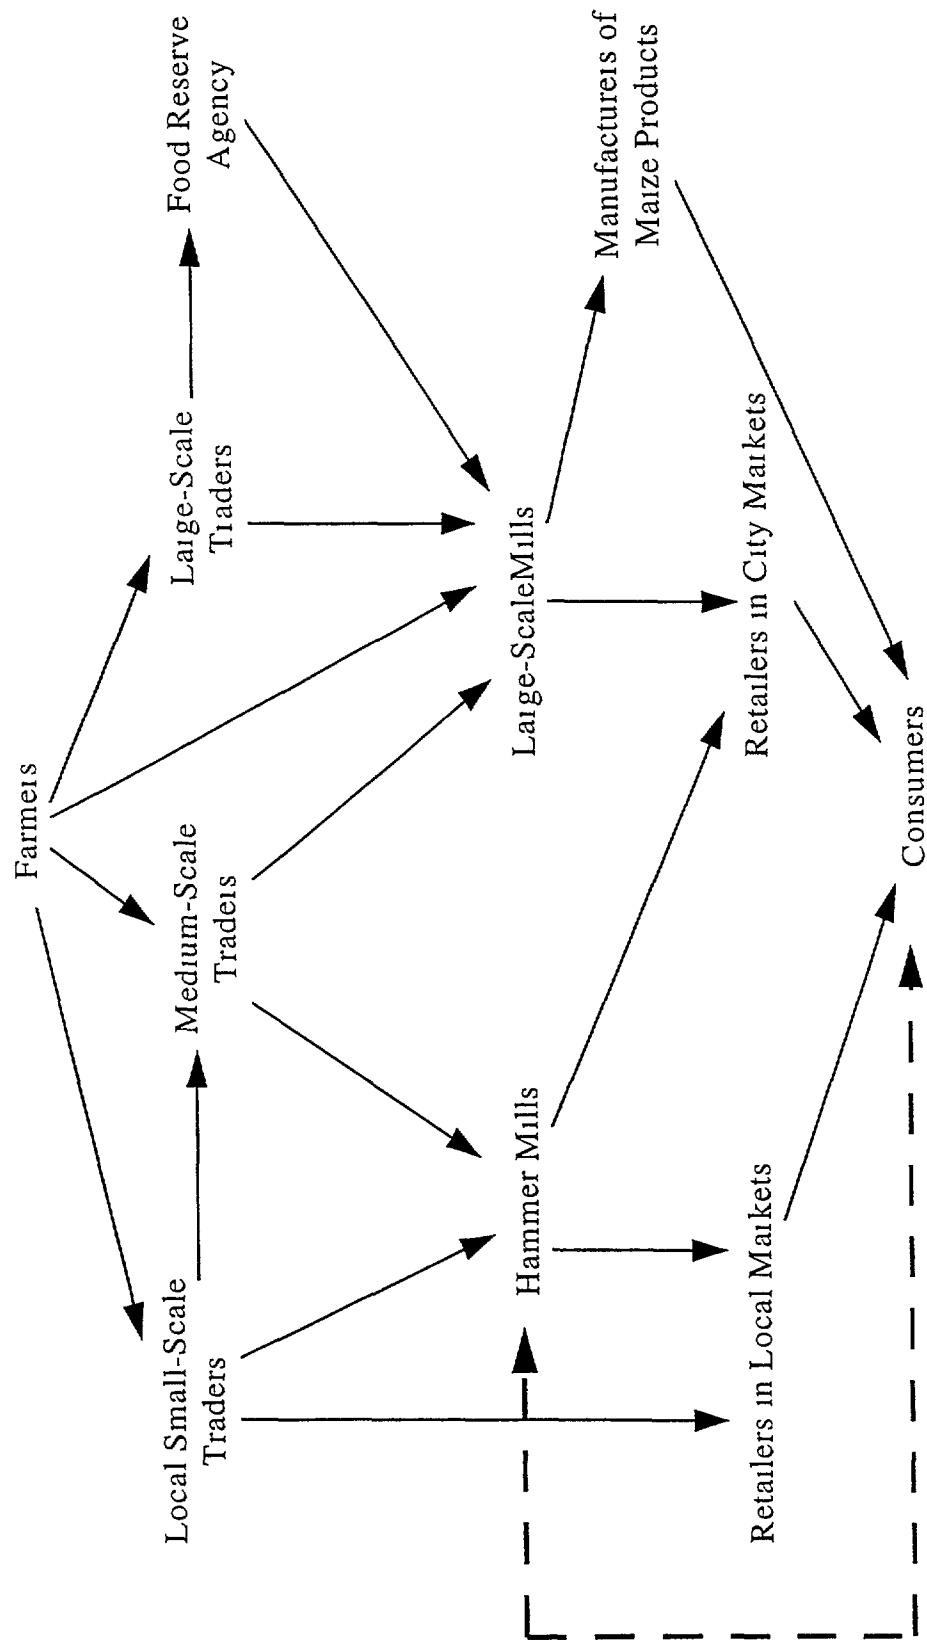 Farmers
Local Small-Scale
Traders
Medium-Scale
Traders
Large-Scale
Traders
Food Reserve
Agency
Hammer Mills
Large-ScaleMills
Manufacturers of
Maize Products
Retailers in Local Markets
Retailers in City Markets
Consumers